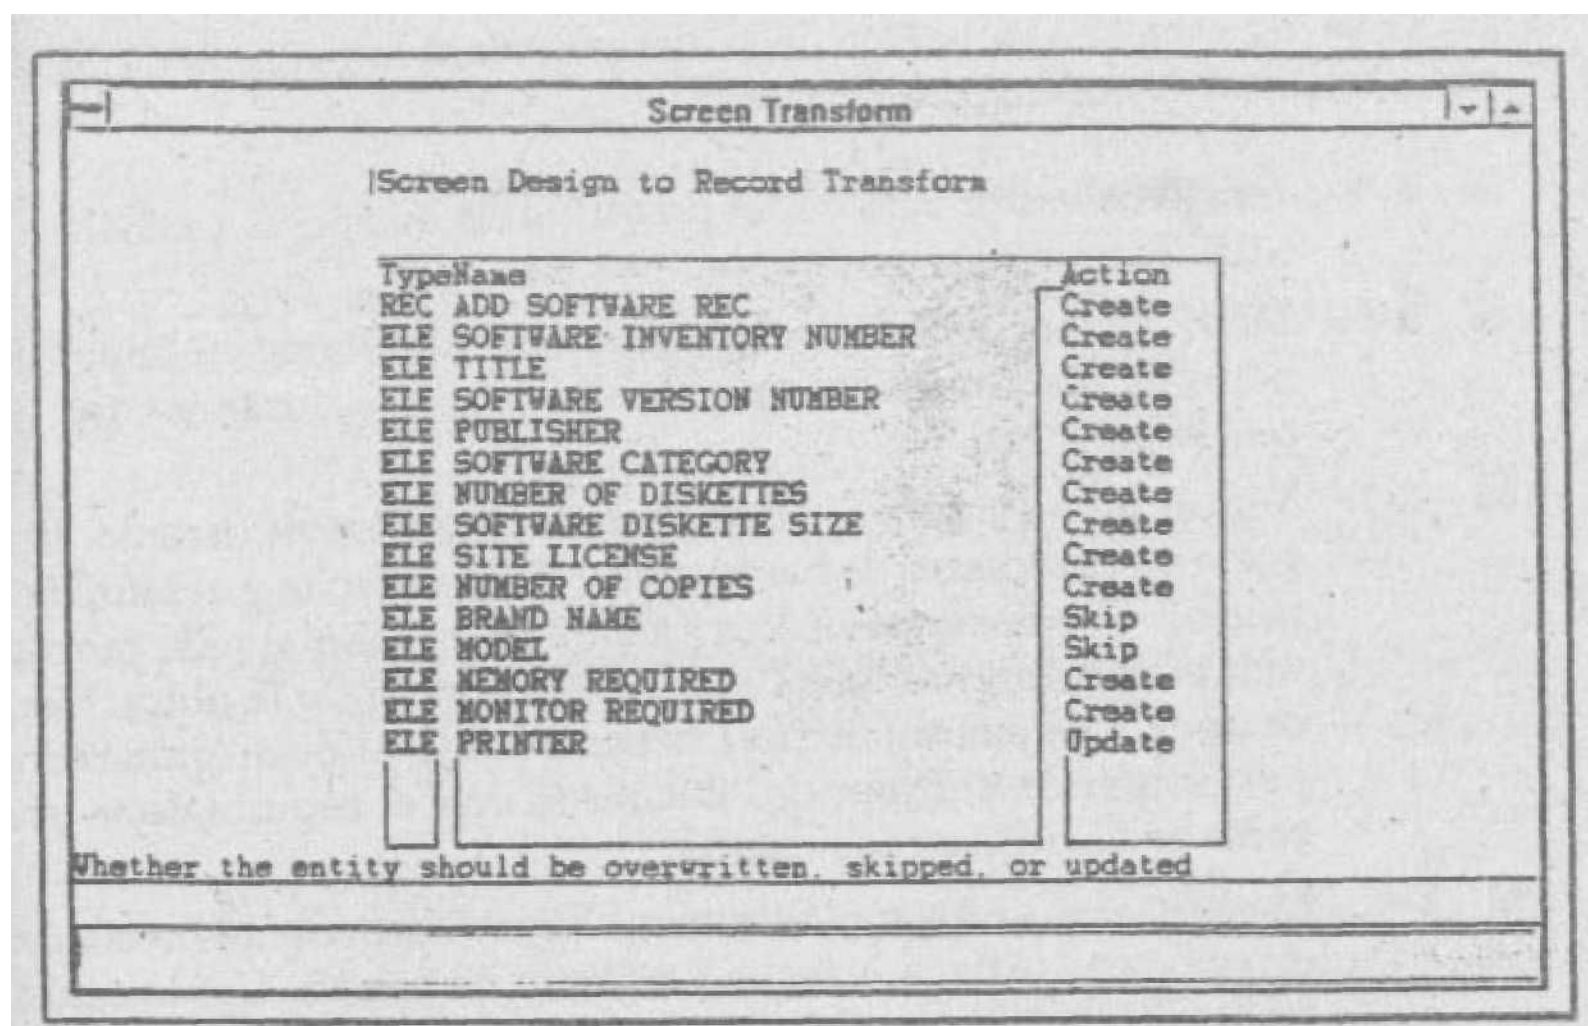 Screen Transform
Screen Design to Record Transform
TypeName Action
REC ADD SOFTWARE REC Create
ELE SOFTWARE INVENTORY NUMBER Create
ELE TITLE Create
ELE SOFTWARE VERSION NUMBER Create
ELE PUBLISHER Create
ELE SOFTWARE CATEGORY Create
ELE NUMBER OF DISKETTES Create
ELE SOFTWARE DISKETTE SIZE Create
ELE SITE LICENSE Create
ELE NUMBER OF COPIES Create
ELE BRAND NAME Skip
ELE MODEL Skip
ELE MEMORY REQUIRED Create
ELE MONITOR REQUIRED Create
ELE PRINTER Update
Whether the entity should be overwritten, skipped, or updated